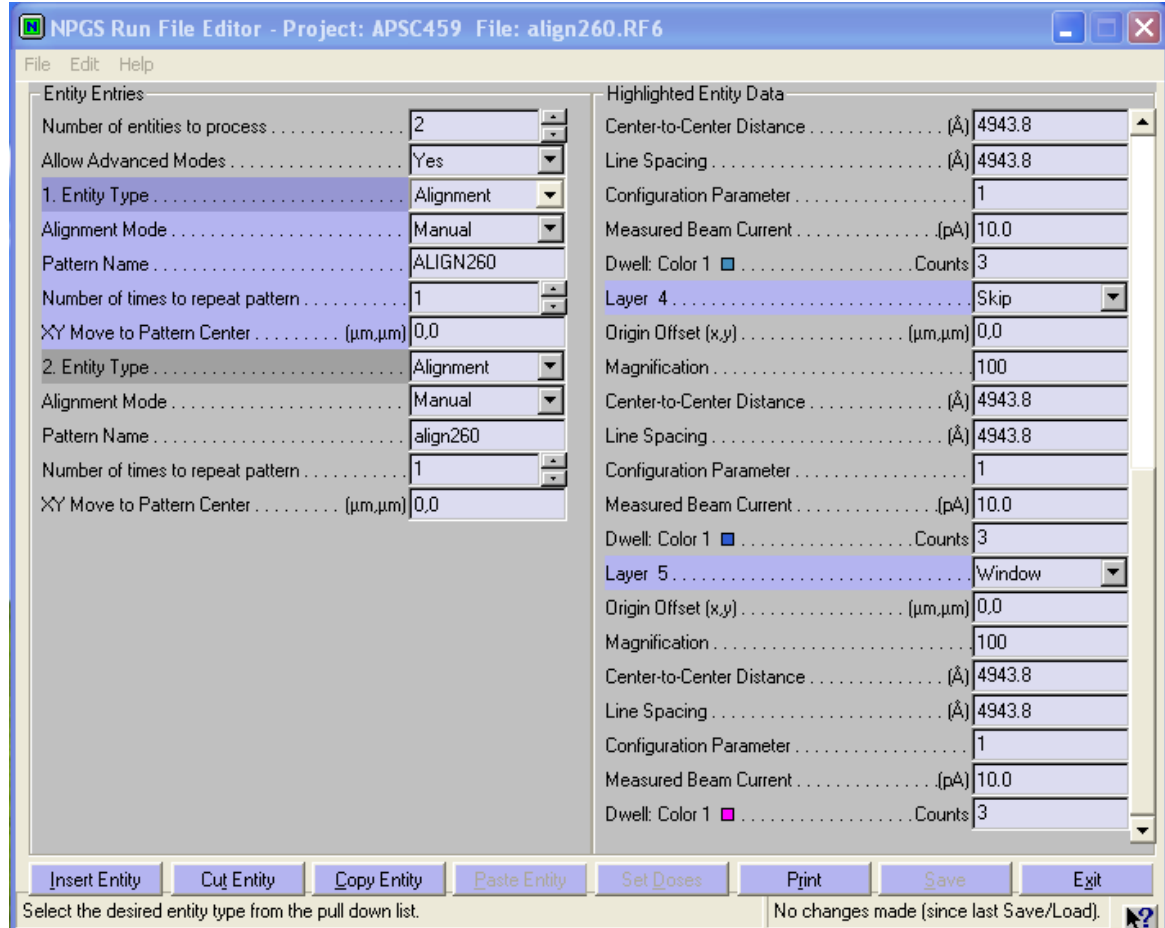 NPGS Run File Editor - Project: APSC459 File: align260.RF6
File Edit Help
Entity Entries
Number of entities to process . . . . . . . . . . . . . . 2
Allow Advanced Modes . . . . . . . . . . . . . . . . . . Yes
1. Entity Type . . . . . . . . . . . . . . . . . . . . . . . . . . Alignment
Alignment Mode . . . . . . . . . . . . . . . . . . . . . . . . Manual
Pattern Name . . . . . . . . . . . . . . . . . . . . . . . . . . ALIGN260
Number of times to repeat pattern . . . . . . . . . . . 1
XY Move to Pattern Center . . . . . . . . . (µm,µm) 0,0
2. Entity Type . . . . . . . . . . . . . . . . . . . . . . . . . . Alignment
Alignment Mode . . . . . . . . . . . . . . . . . . . . . . . . Manual
Pattern Name . . . . . . . . . . . . . . . . . . . . . . . . . . align260
Number of times to repeat pattern . . . . . . . . . . . 1
XY Move to Pattern Center . . . . . . . . . (µm,µm) 0,0
Highlighted Entity Data
Center-to-Center Distance . . . . . . . . . . . . . . . (Å) 4943.8
Line Spacing . . . . . . . . . . . . . . . . . . . . . . . . . (Å) 4943.8
Configuration Parameter . . . . . . . . . . . . . . . . . . . 1
Measured Beam Current . . . . . . . . . . . . . . . (pA) 10.0
Dwell: Color 1 . . . . . . . . . . . . . . . . . . . Counts 3
Layer 4 . . . . . . . . . . . . . . . . . . . . . . . . . . . . . . . . Skip
Origin Offset (x,y) . . . . . . . . . . . . . . . . . (µm,µm) 0,0
Magnification . . . . . . . . . . . . . . . . . . . . . . . . . . . 100
Center-to-Center Distance . . . . . . . . . . . . . . . (Å) 4943.8
Line Spacing . . . . . . . . . . . . . . . . . . . . . . . . . (Å) 4943.8
Configuration Parameter . . . . . . . . . . . . . . . . . . . 1
Measured Beam Current . . . . . . . . . . . . . . . (pA) 10.0
Dwell: Color 1 . . . . . . . . . . . . . . . . . . . Counts 3
Layer 5 . . . . . . . . . . . . . . . . . . . . . . . . . . . . . . . . Window
Origin Offset (x,y) . . . . . . . . . . . . . . . . . (µm,µm) 0,0
Magnification . . . . . . . . . . . . . . . . . . . . . . . . . . . 100
Center-to-Center Distance . . . . . . . . . . . . . . . (Å) 4943.8
Line Spacing . . . . . . . . . . . . . . . . . . . . . . . . . (Å) 4943.8
Configuration Parameter . . . . . . . . . . . . . . . . . . . 1
Measured Beam Current . . . . . . . . . . . . . . . (pA) 10.0
Dwell: Color 1 . . . . . . . . . . . . . . . . . . . Counts 3
Insert Entity Cut Entity Copy Entity Paste Entity Set Doses Print Save Exit
Select the desired entity type from the pull down list. No changes made (since last Save/Load).